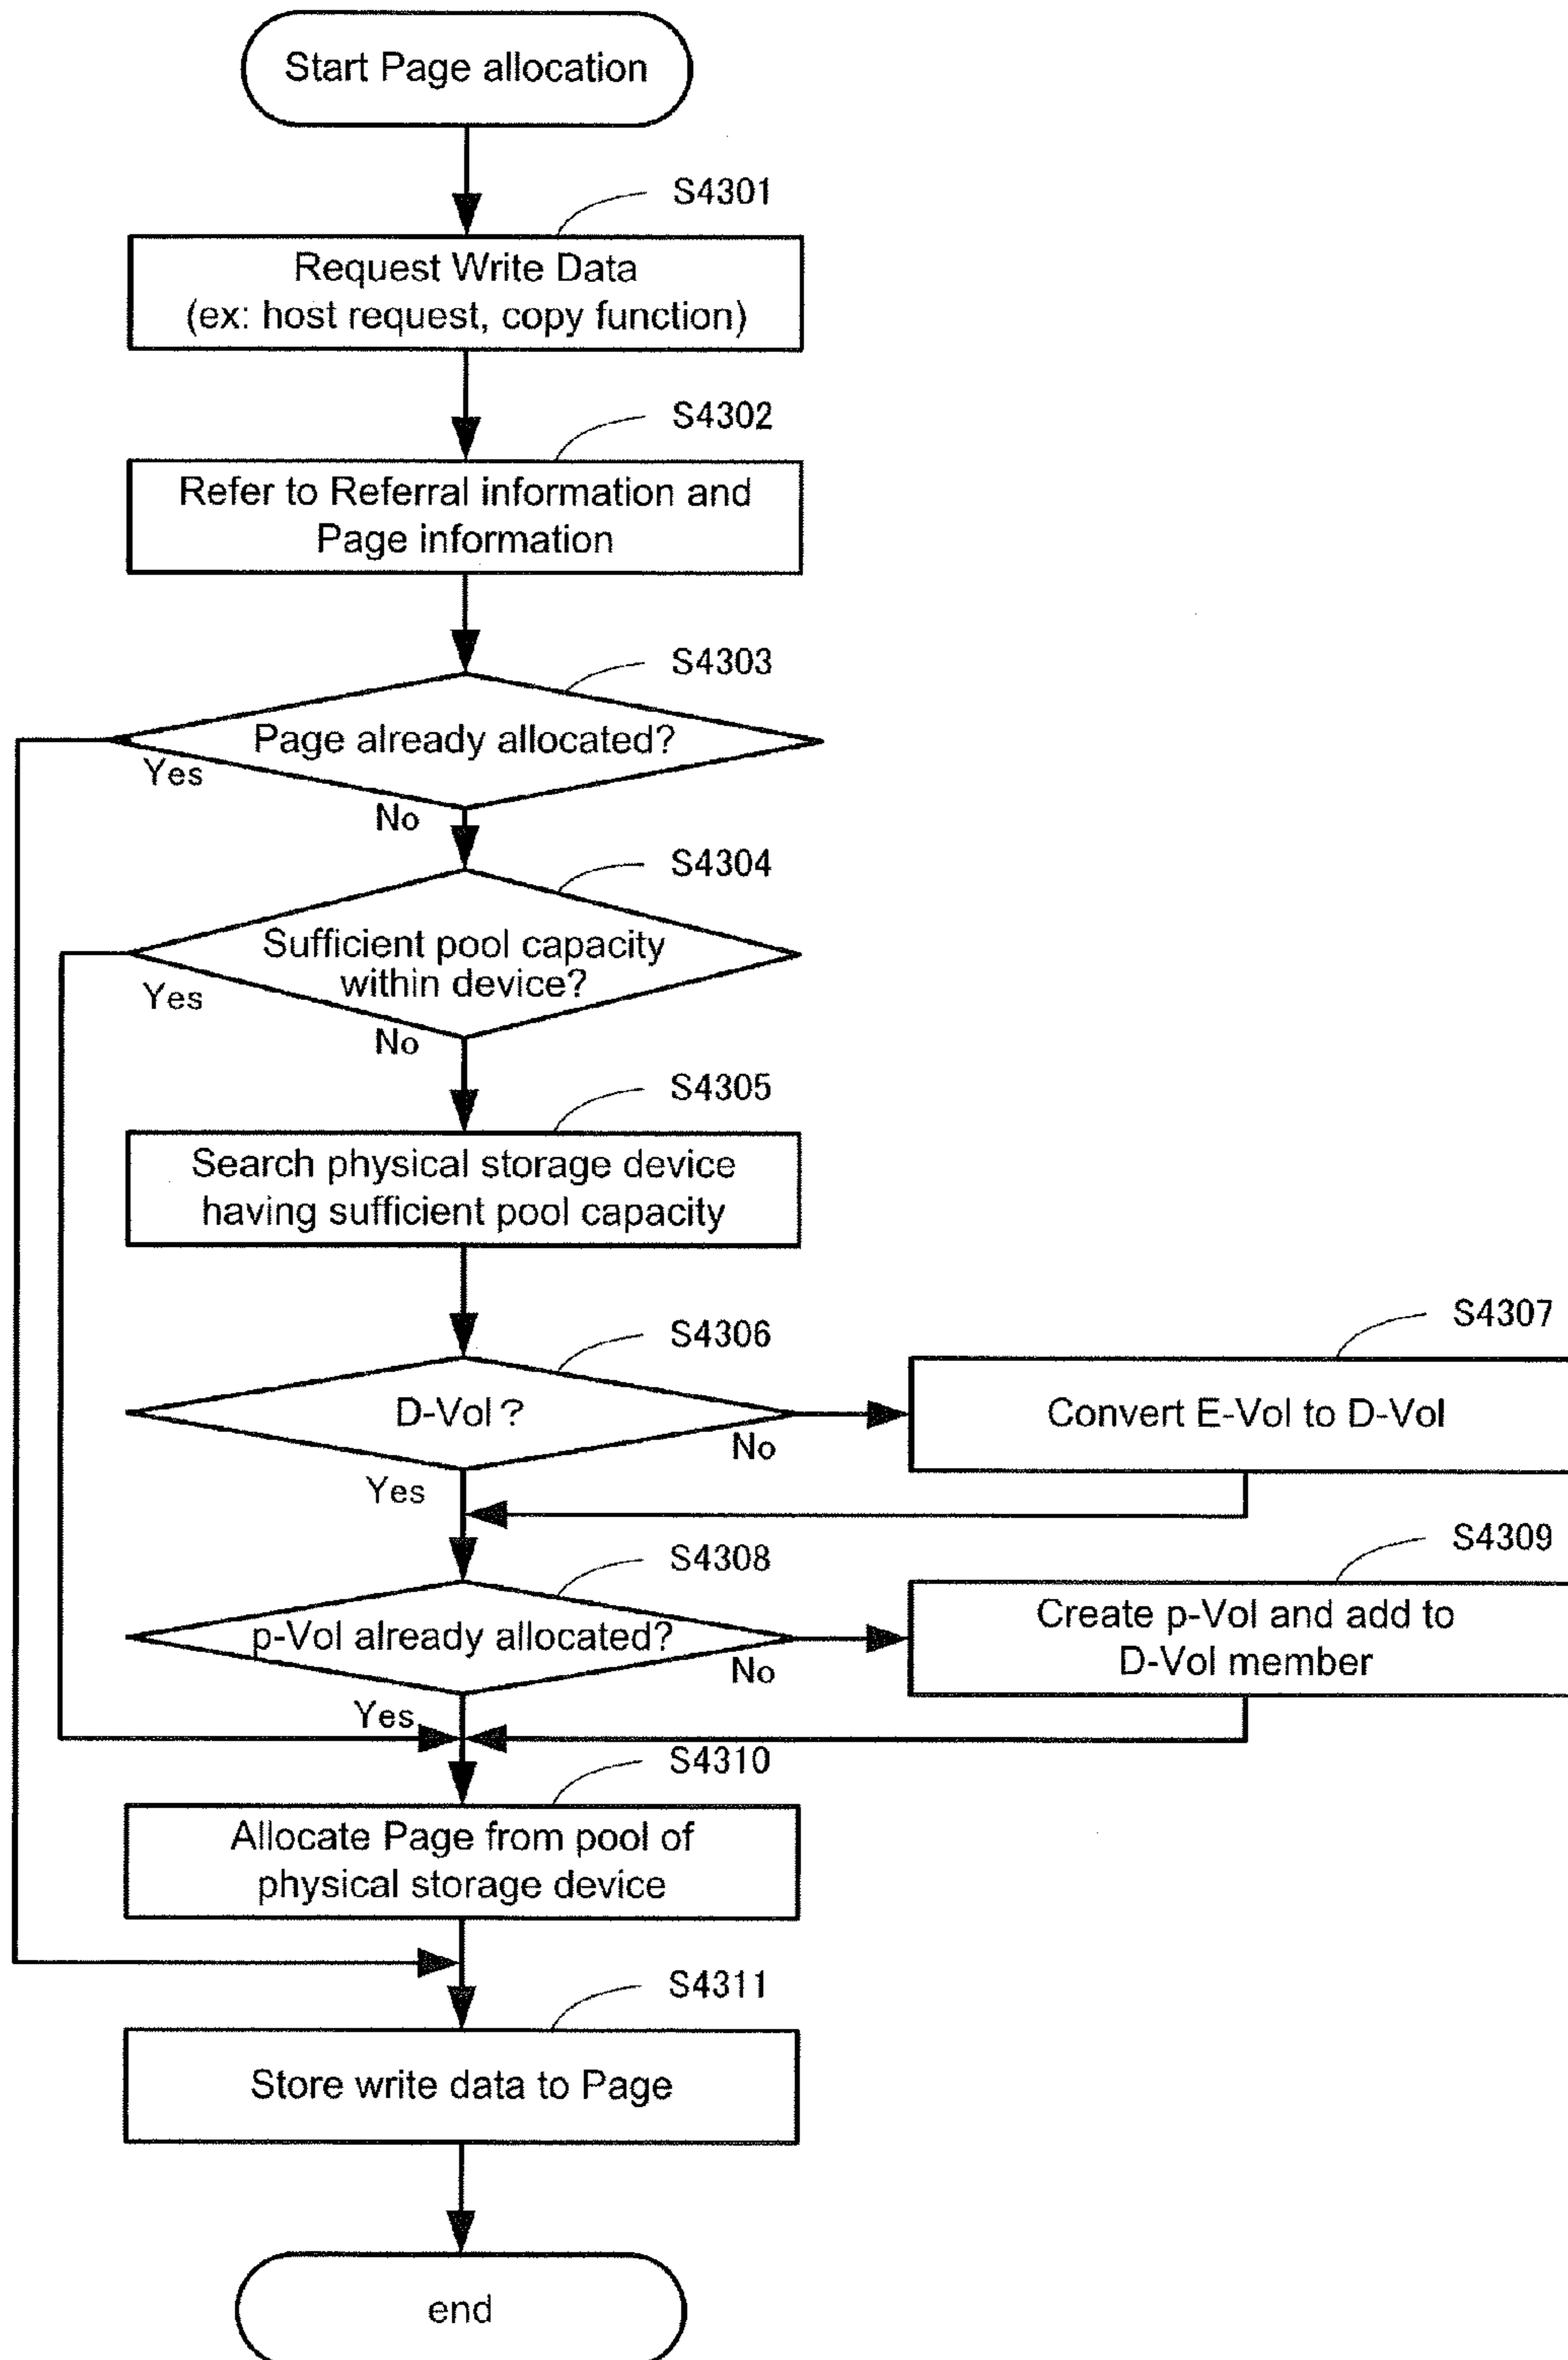 Start Page allocation
S4301
Request Write Data
(ex: host request, copy function)
S4302
Refer to Referral information and
Page information
S4303
Page already allocated?
Yes
No
S4304
Sufficient pool capacity
within device?
Yes
No
S4305
Search physical storage device
having sufficient pool capacity
S4306
D-Vol ?
No
Yes
S4307
Convert E-Vol to D-Vol
S4308
p-Vol already allocated?
No
Yes
S4309
Create p-Vol and add to
D-Vol member
S4310
Allocate Page from pool of
physical storage device
S4311
Store write data to Page
end